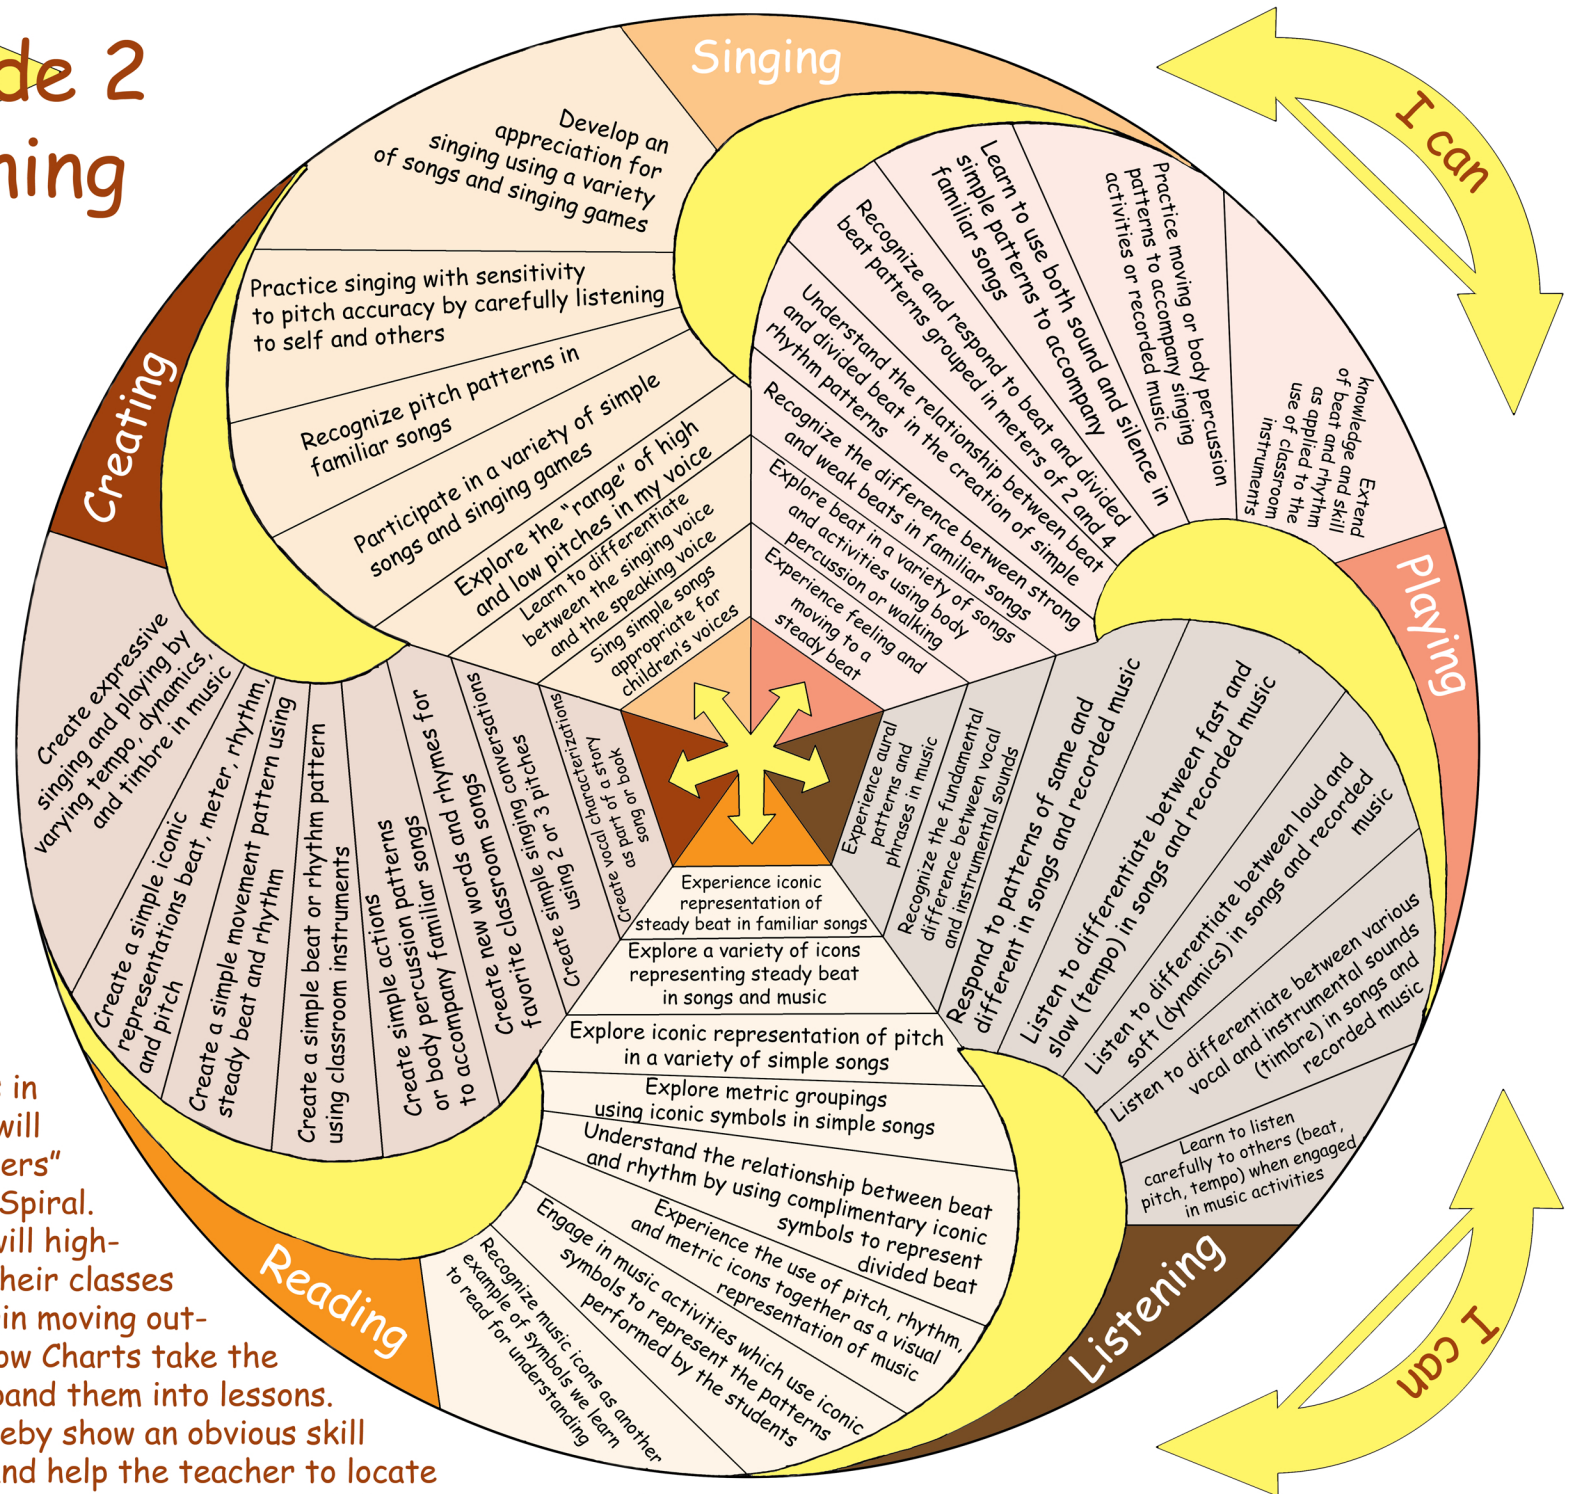 de 2
ning
Singing
Develop an
appreciation for
singing using a variety
of songs and singing games
Practice singing with sensitivity
to pitch accuracy by carefully listening
to self and others
Recognize pitch patterns in
familiar songs
Participate in a variety of simple
songs and singing games
Explore the "range" of high
and low pitches in my voice
Learn to differentiate
between the singing voice
and the speaking voice
Sing simple songs
appropriate for
children's voices
Playing
Extend
knowledge and skill
of beat and rhythm
as applied to the
use of classroom
instruments
Practice moving or body percussion
patterns to accompany singing
activities or recorded music
Learn to use both sound and silence in
simple patterns to accompany
familiar songs
Recognize and respond to beat and divided
beat patterns grouped in meters of 2 and 4
Understand the relationship between beat
and divided beat in the creation of simple
rhythm patterns
Recognize the difference between strong
and weak beats in familiar songs
Explore beat in a variety of songs
and activities using body
percussion or walking
Experience feeling and
moving to a
steady beat
Listening
Experience aural
patterns and
phrases in music
Recognize the fundamental
difference between vocal
and instrumental sounds
Respond to patterns of same and
different in songs and recorded music
Listen to differentiate between fast and
slow (tempo) in songs and recorded music
Listen to differentiate between loud and
soft (dynamics) in songs and recorded
music
Listen to differentiate between various
vocal and instrumental sounds
(timbre) in songs and
recorded music
Learn to listen
carefully to others (beat,
pitch, tempo) when engaged
in music activities
Reading
Experience iconic
representation of
steady beat in familiar songs
Explore a variety of icons
representing steady beat
in songs and music
Explore iconic representation of pitch
in a variety of simple songs
Explore metric groupings
using iconic symbols in simple songs
Understand the relationship between beat
and rhythm by using complimentary iconic
symbols to represent
divided beat
Experience the use of pitch, rhythm,
and metric icons together as a visual
representation of music
Engage in music activities which use iconic
symbols to represent the patterns
performed by the students
Recognize music icons as another
example of symbols we learn
to read for understanding
Creating
Create expressive
singing and playing by
varying tempo, dynamics,
and timbre in music
Create a simple iconic
representations beat, meter, rhythm,
and pitch
Create a simple movement pattern using
steady beat and rhythm
Create a simple beat or rhythm pattern
using classroom instruments
Create simple actions
or body percussion patterns
to accompany familiar songs
Create new words and rhymes for
favorite classroom songs
Create simple singing conversations
using 2 or 3 pitches
Create vocal characterizations
as part of a story
song or book
I can
I can
in
will
ers"
Spiral.
will high-
heir classes
in moving out-
ow Charts take the
pand them into lessons.
eby show an obvious skill
and help the teacher to locate